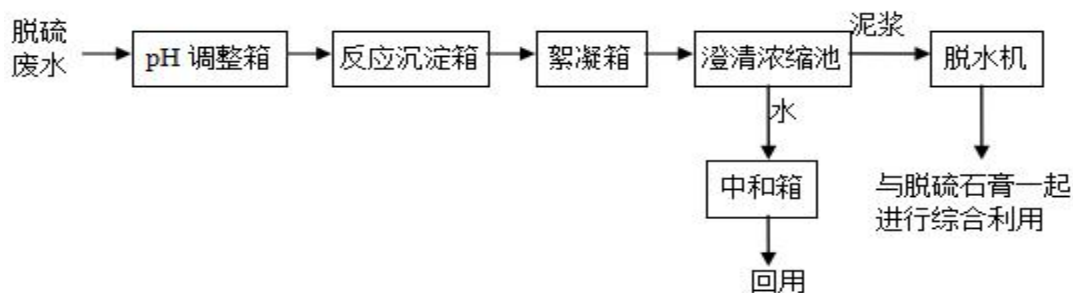 脱硫
废水
pH 调整箱
反应沉淀箱
絮凝箱
澄清浓缩池
泥浆
脱水机
水
中和箱
与脱硫石膏一起
进行综合利用
回用